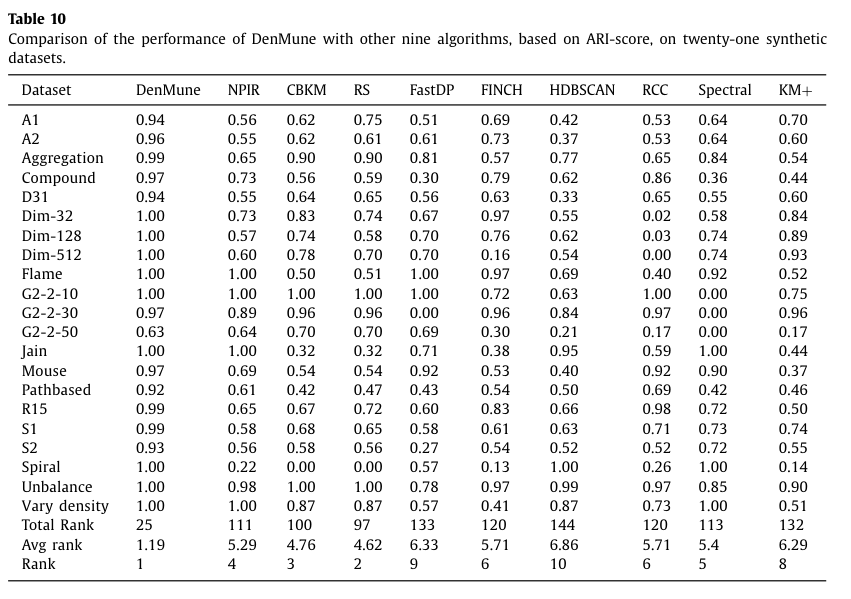 Table 10
Comparison of the performance of DenMune with other nine algorithms, based on ARI-score, on twenty-one synthetic
datasets.
Dataset DenMune NPIR CBKM RS FastDP FINCH HDBSCAN RCC Spectral KM+
A1 0.94 0.56 0.62 0.75 0.51 0.69 0.42 0.53 0.64 0.70
A2 0.96 0.55 0.62 0.61 0.61 0.73 0.37 0.53 0.64 0.60
Aggregation 0.99 0.65 0.90 0.90 0.81 0.57 0.77 0.65 0.84 0.54
Compound 0.97 0.73 0.56 0.59 0.30 0.79 0.62 0.86 0.36 0.44
D31 0.94 0.55 0.64 0.65 0.56 0.63 0.33 0.65 0.55 0.60
Dim-32 1.00 0.73 0.83 0.74 0.67 0.97 0.55 0.02 0.58 0.84
Dim-128 1.00 0.57 0.74 0.58 0.70 0.76 0.62 0.03 0.74 0.89
Dim-512 1.00 0.60 0.78 0.70 0.70 0.16 0.54 0.00 0.74 0.93
Flame 1.00 1.00 0.50 0.51 1.00 0.97 0.69 0.40 0.92 0.52
G2-2-10 1.00 1.00 1.00 1.00 1.00 0.72 0.63 1.00 0.00 0.75
G2-2-30 0.97 0.89 0.96 0.96 0.00 0.96 0.84 0.97 0.00 0.96
G2-2-50 0.63 0.64 0.70 0.70 0.69 0.30 0.21 0.17 0.00 0.17
Jain 1.00 1.00 0.32 0.32 0.71 0.38 0.95 0.59 1.00 0.44
Mouse 0.97 0.69 0.54 0.54 0.92 0.53 0.40 0.92 0.90 0.37
Pathbased 0.92 0.61 0.42 0.47 0.43 0.54 0.50 0.69 0.42 0.46
R15 0.99 0.65 0.67 0.72 0.60 0.83 0.66 0.98 0.72 0.50
S1 0.99 0.58 0.68 0.65 0.58 0.61 0.63 0.71 0.73 0.74
S2 0.93 0.56 0.58 0.56 0.27 0.54 0.52 0.52 0.72 0.55
Spiral 1.00 0.22 0.00 0.00 0.57 0.13 1.00 0.26 1.00 0.14
Unbalance 1.00 0.98 1.00 1.00 0.78 0.97 0.99 0.97 0.85 0.90
Vary density 1.00 1.00 0.87 0.87 0.57 0.41 0.87 0.73 1.00 0.51
Total Rank 25 111 100 97 133 120 144 120 113 132
Avg rank 1.19 5.29 4.76 4.62 6.33 5.71 6.86 5.71 5.4 6.29
Rank 1 4 3 2 9 6 10 6 5 8